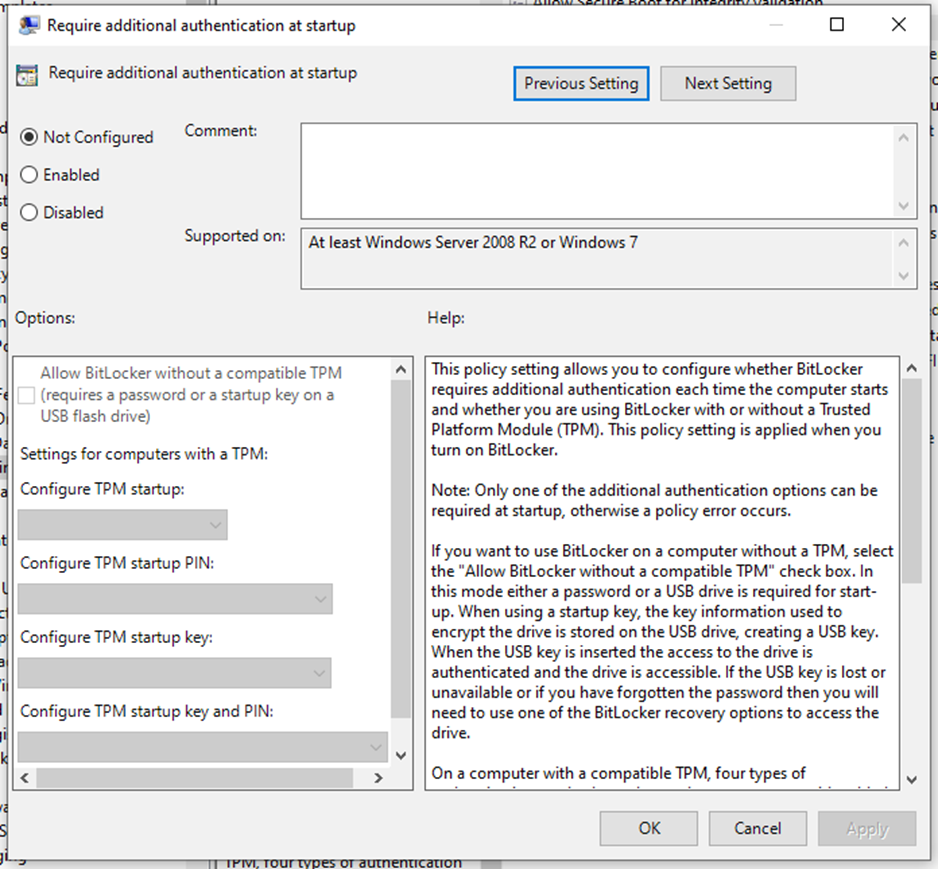 Allow Secure Boot for integrity validation
Require additional authentication at startup
Require additional authentication at startup
Previous Setting
Next Setting
Not Configured
Enabled
Disabled
Comment:
Supported on:
At least Windows Server 2008 R2 or Windows 7
Options:
Help:
Allow BitLocker without a compatible TPM
(requires a password or a startup key on a
USB flash drive)
Settings for computers with a TPM:
Configure TPM startup:
Configure TPM startup PIN:
Configure TPM startup key:
Configure TPM startup key and PIN:
This policy setting allows you to configure whether BitLocker
requires additional authentication each time the computer starts
and whether you are using BitLocker with or without a Trusted
Platform Module (TPM). This policy setting is applied when you
turn on BitLocker.
Note: Only one of the additional authentication options can be
required at startup, otherwise a policy error occurs.
If you want to use BitLocker on a computer without a TPM, select
the "Allow BitLocker without a compatible TPM" check box. In
this mode either a password or a USB drive is required for start-
up. When using a startup key, the key information used to
encrypt the drive is stored on the USB drive, creating a USB key.
When the USB key is inserted the access to the drive is
authenticated and the drive is accessible. If the USB key is lost or
unavailable or if you have forgotten the password then you will
need to use one of the BitLocker recovery options to access the
drive.
On a computer with a compatible TPM, four types of
OK
Cancel
Apply
TPM, four types of authentication